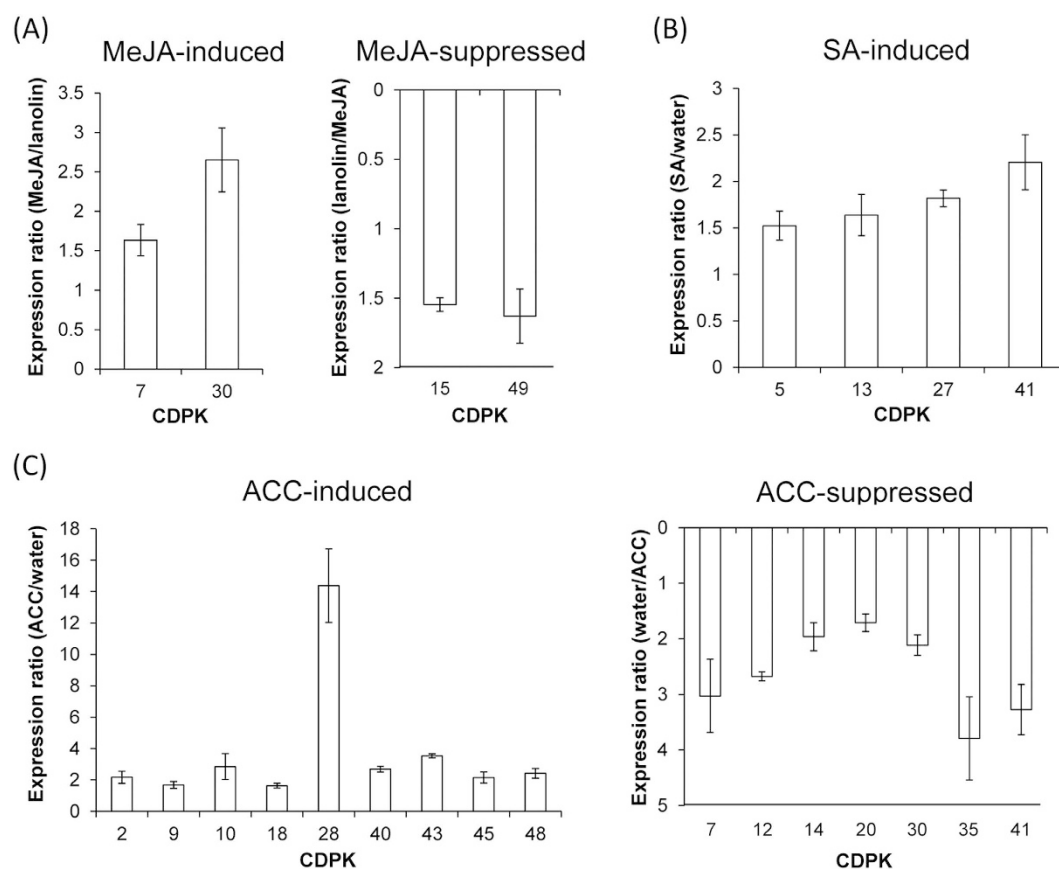 (A)
MeJA-induced
Expression ratio (MeJA/lanolin)
3.5
3
2.5
2
1.5
1
0.5
0
7 30
CDPK
MeJA-suppressed
Expression ratio (lanolin/MeJA)
0
0.5
1
1.5
2
15 49
CDPK
(B)
SA-induced
Expression ratio (SA/water)
3
2.5
2
1.5
1
0.5
0
5 13 27 41
CDPK
(C)
ACC-induced
Expression ratio (ACC/water)
18
16
14
12
10
8
6
4
2
0
2 9 10 18 28 40 43 45 48
CDPK
ACC-suppressed
Expression ratio (water/ACC)
0
1
2
3
4
5
7 12 14 20 30 35 41
CDPK